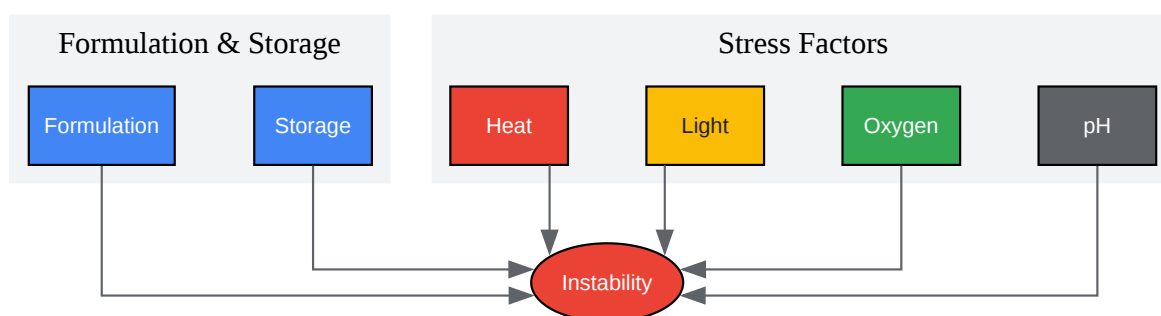 Formulation & Storage
Stress Factors
Formulation
Storage
Heat
Light
Oxygen
pH
Instability